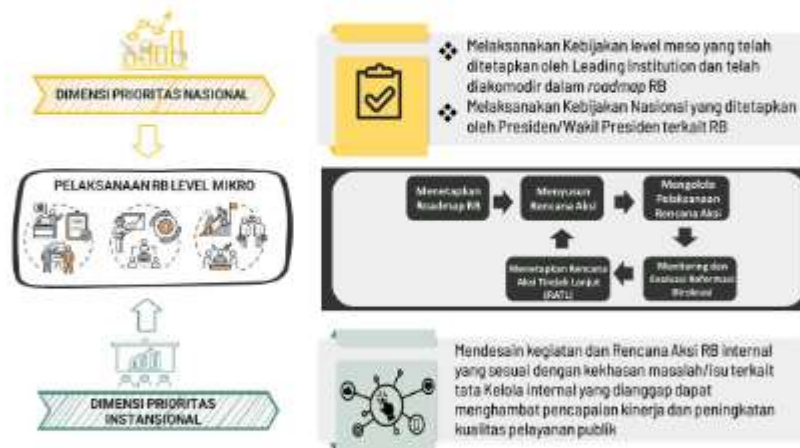 DIMENSI PRIORITAS NASIONAL
❖ Melaksanakan Kebijakan level meso yang telah
ditetapkan oleh Leading Institution dan telah
diakomodir dalam roadmap RB
❖ Melaksanakan Kebijakan Nasional yang ditetapkan
oleh Presiden/Wakil Presiden terkait RB
PELAKSANAAN RB LEVEL MIKRO
Menetapkan
Roadmap RB
Menyusun
Rencana Aksi
Mengelola
Pelaksanaan
Rencana Aksi
Monitoring dan
Evaluasi Reformasi
Birokrasi
Menetapkan Rencana
Aksi Tindak Lanjut
(RATL)
DIMENSI PRIORITAS
INSTANSIONAL
Mendesain kegiatan dan Rencana Aksi RB internal
yang sesuai dengan kekhasan masalah/isu terkait
tata Kelola internal yang dianggap dapat
menghambat pencapaian kinerja dan peningkatan
kualitas pelayanan publik